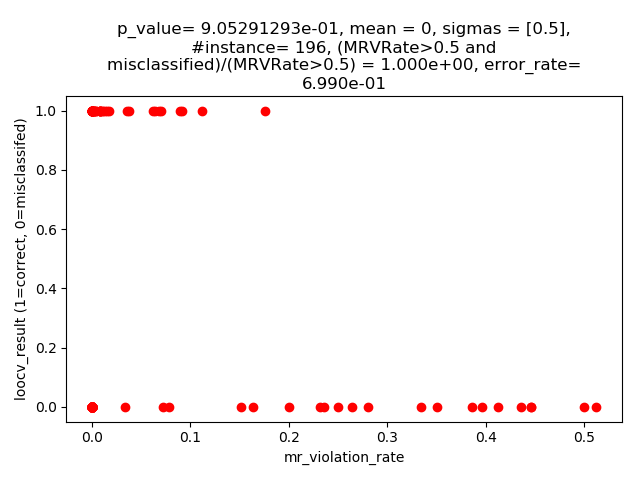 p_value= 9.05291293e-01, mean = 0, sigmas = [0.5],
#instance= 196, (MRVRate>0.5 and
misclassified)/(MRVRate>0.5) = 1.000e+00, error_rate=
6.990e-01
loocv_result (1=correct, 0=misclassifed)
1.0
0.8
0.6
0.4
0.2
0.0
0.0 0.1 0.2 0.3 0.4 0.5
mr_violation_rate